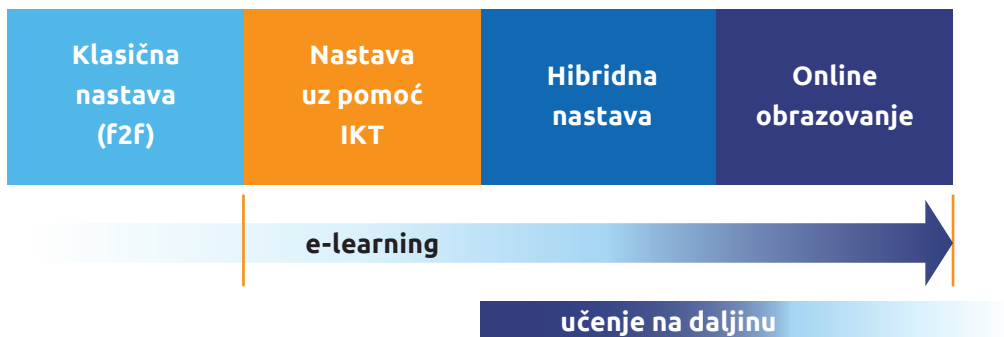 Klasična
nastava
(f2f)
Nastava
uz pomoć
IKT
Hibridna
nastava
Online
obrazovanje
e-learning
učenje na daljinu